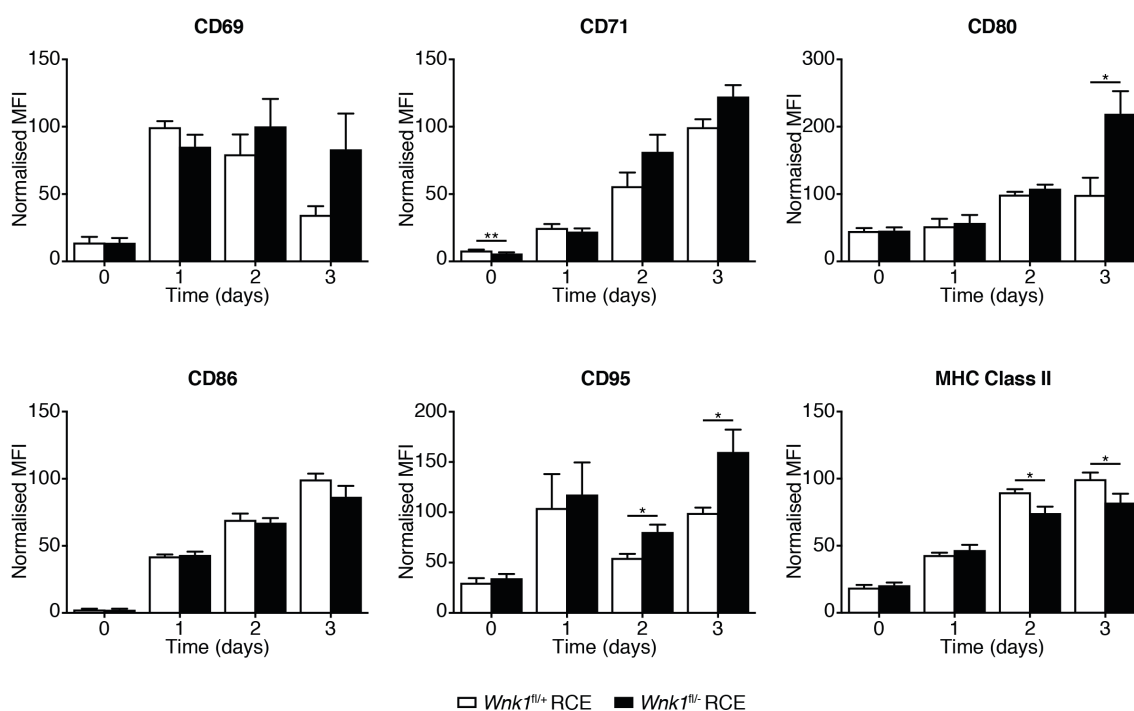 CD69
CD71
CD80
150
100
50
0
Normalised MFI
0 1 2 3
Time (days)
150
100
50
0
Normalised MFI
**
0 1 2 3
Time (days)
300
200
100
0
Normaised MFI
*
0 1 2 3
Time (days)
CD86
CD95
MHC Class II
150
100
50
0
Normalised MFI
0 1 2 3
Time (days)
200
150
100
50
0
Normalised MFI
*
*
0 1 2 3
Time (days)
150
100
50
0
Normalised MFI
*
*
0 1 2 3
Time (days)
Wnk1fl/+ RCE Wnk1fl/- RCE